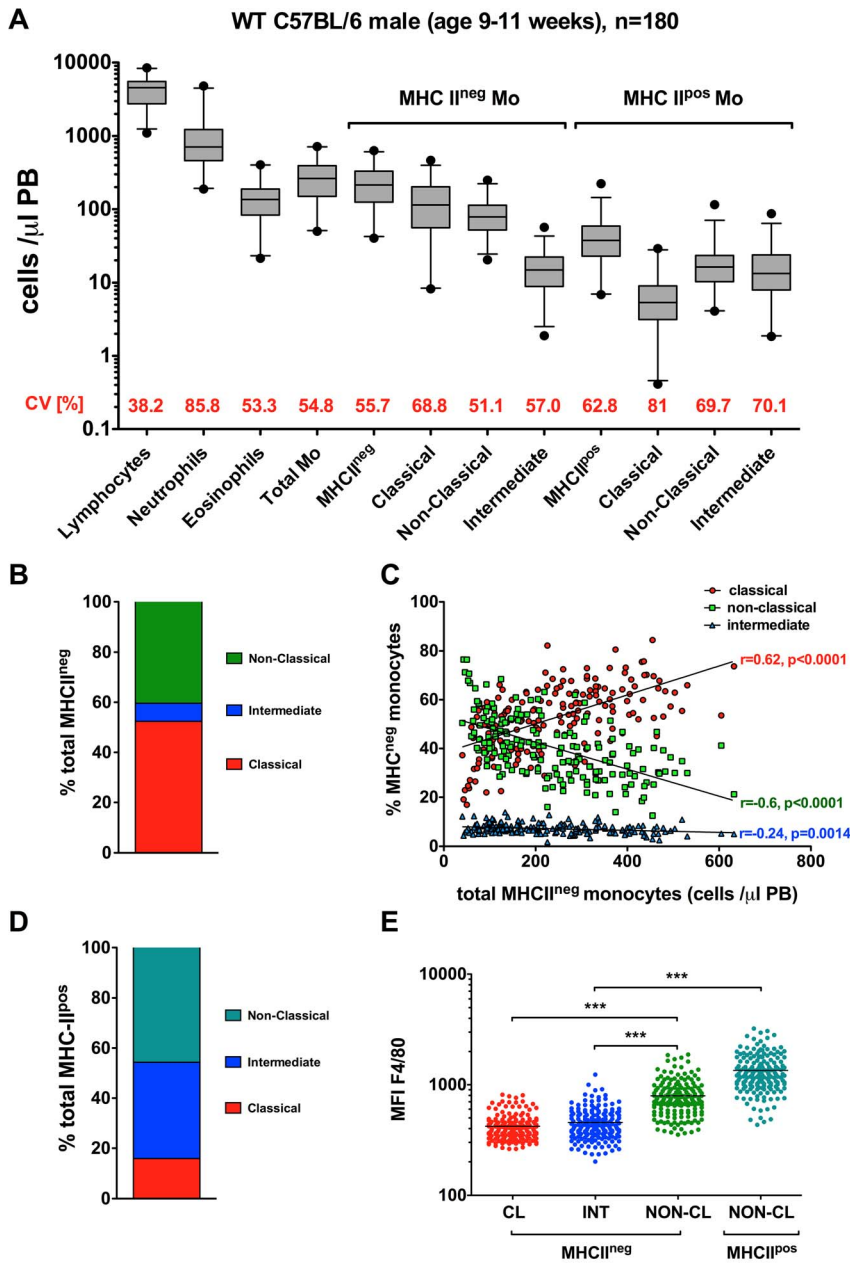 A
WT C57BL/6 male (age 9-11 weeks), n=180
MHC IIneg Mo
MHC IIpos Mo
cells /µl PB
10000
1000
100
10
1
0.1
CV [%]
38.2 85.8 53.3 54.8 55.7 68.8 51.1 57.0 62.8 81 69.7 70.1
Lymphocytes
Neutrophils
Eosinophils
Total Mo
MHCIIneg
Classical
Non-Classical
Intermediate
MHCIIpos
Classical
Non-Classical
Intermediate
B
% total MHCIIneg
100
80
60
40
20
0
Non-Classical
Intermediate
Classical
C
% MHCneg monocytes
100
80
60
40
20
0
classical
non-classical
intermediate
r=0.62, p<0.0001
r=-0.6, p<0.0001
r=-0.24, p=0.0014
0 200 400 600 800
total MHCIIneg monocytes (cells /µl PB)
D
% total MHC-IIpos
100
80
60
40
20
0
Non-Classical
Intermediate
Classical
E
MFI F4/80
10000
1000
100
***
***
***
CL INT NON-CL NON-CL
MHCIIneg MHCIIpos